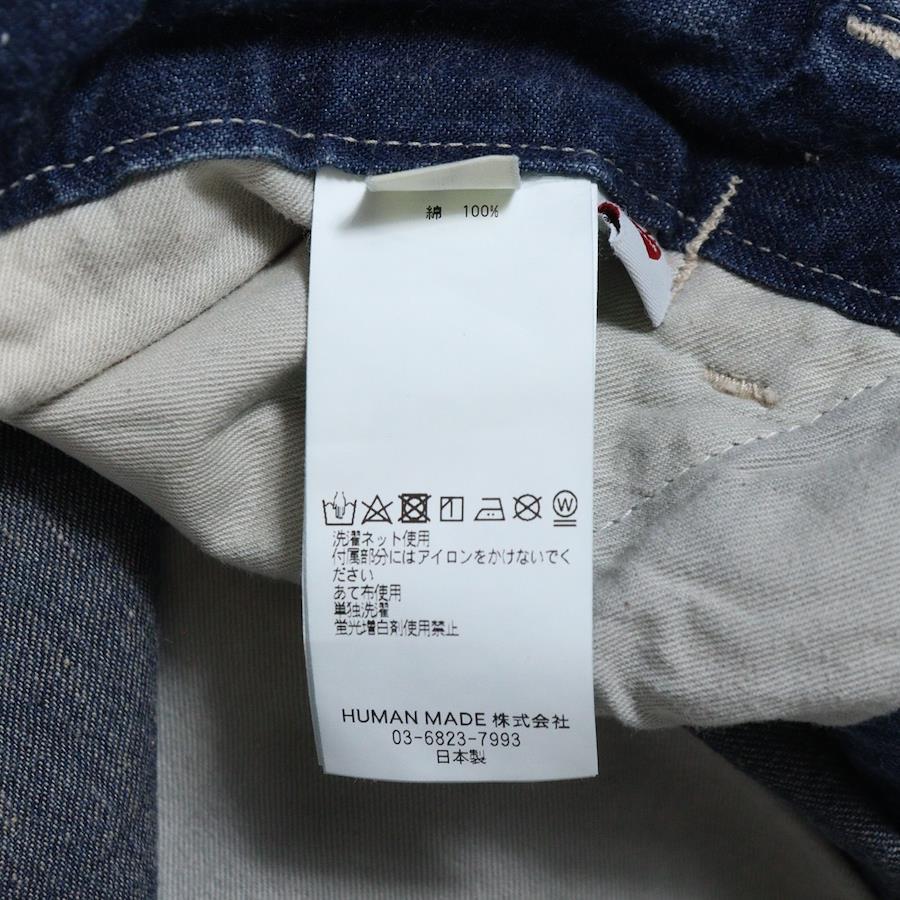 綿 100%
W
洗濯ネット使用
付属部分にはアイロンをかけないでく
ださい
あて布使用
単独洗濯
蛍光増白剤使用禁止
HUMAN MADE 株式会社
03-6823-7993
日本製